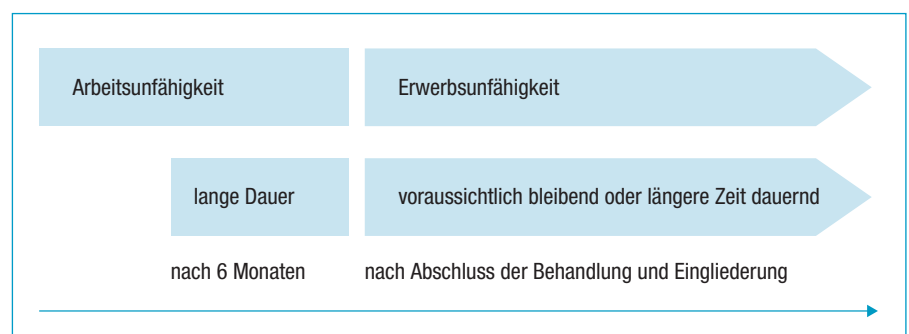 Arbeitsunfähigkeit
Erwerbsunfähigkeit
lange Dauer
voraussichtlich bleibend oder längere Zeit dauernd
nach 6 Monaten
nach Abschluss der Behandlung und Eingliederung